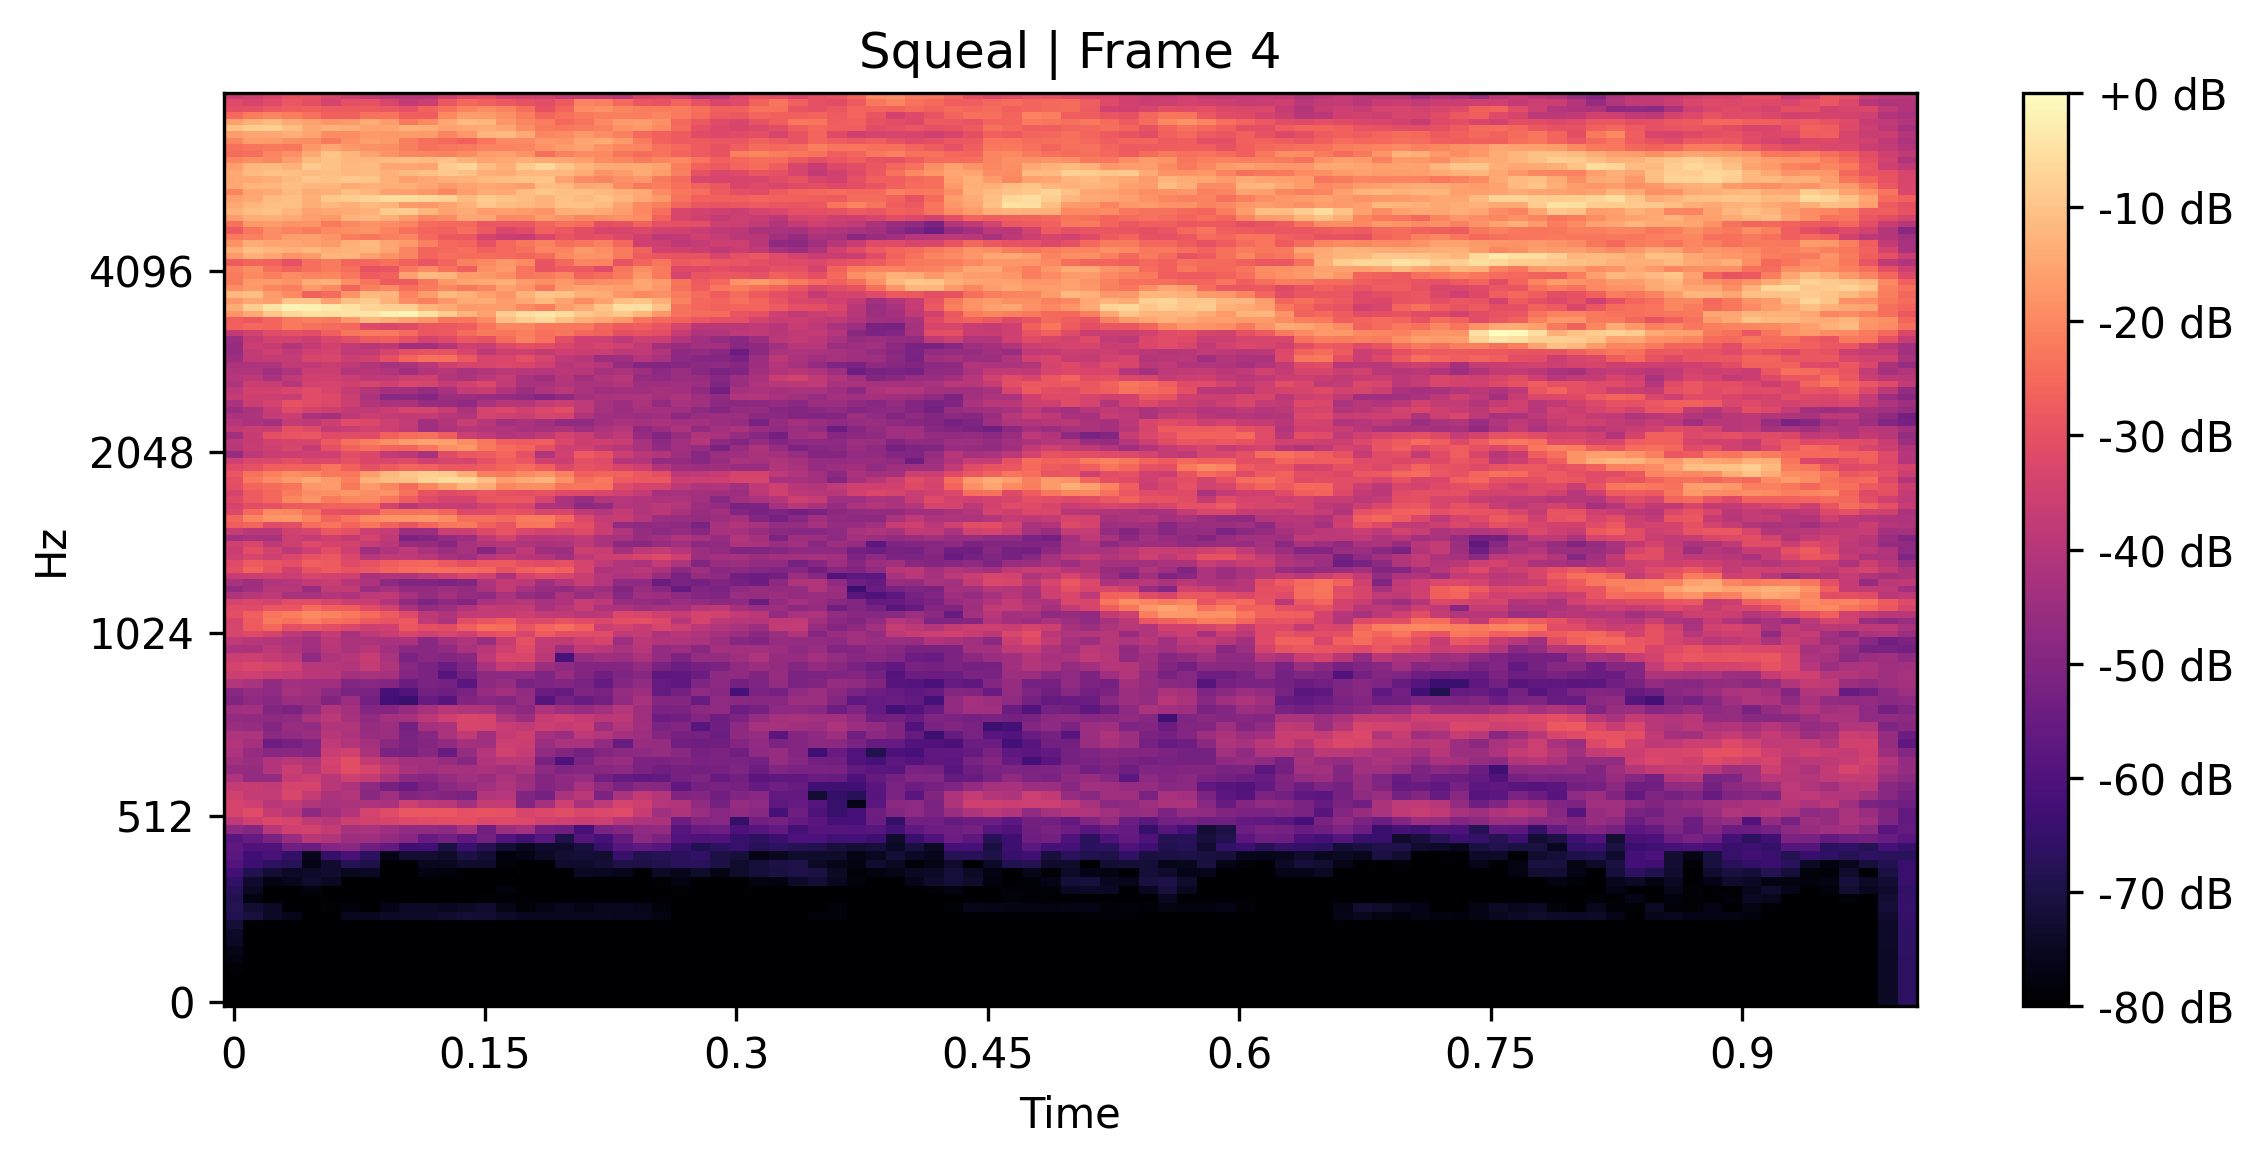 Squeal | Frame 4
+0 dB
-10 dB
-20 dB
-30 dB
-40 dB
-50 dB
-60 dB
-70 dB
-80 dB
4096
2048
1024
512
0
Hz
0
0.15
0.3
0.45
0.6
0.75
0.9
Time